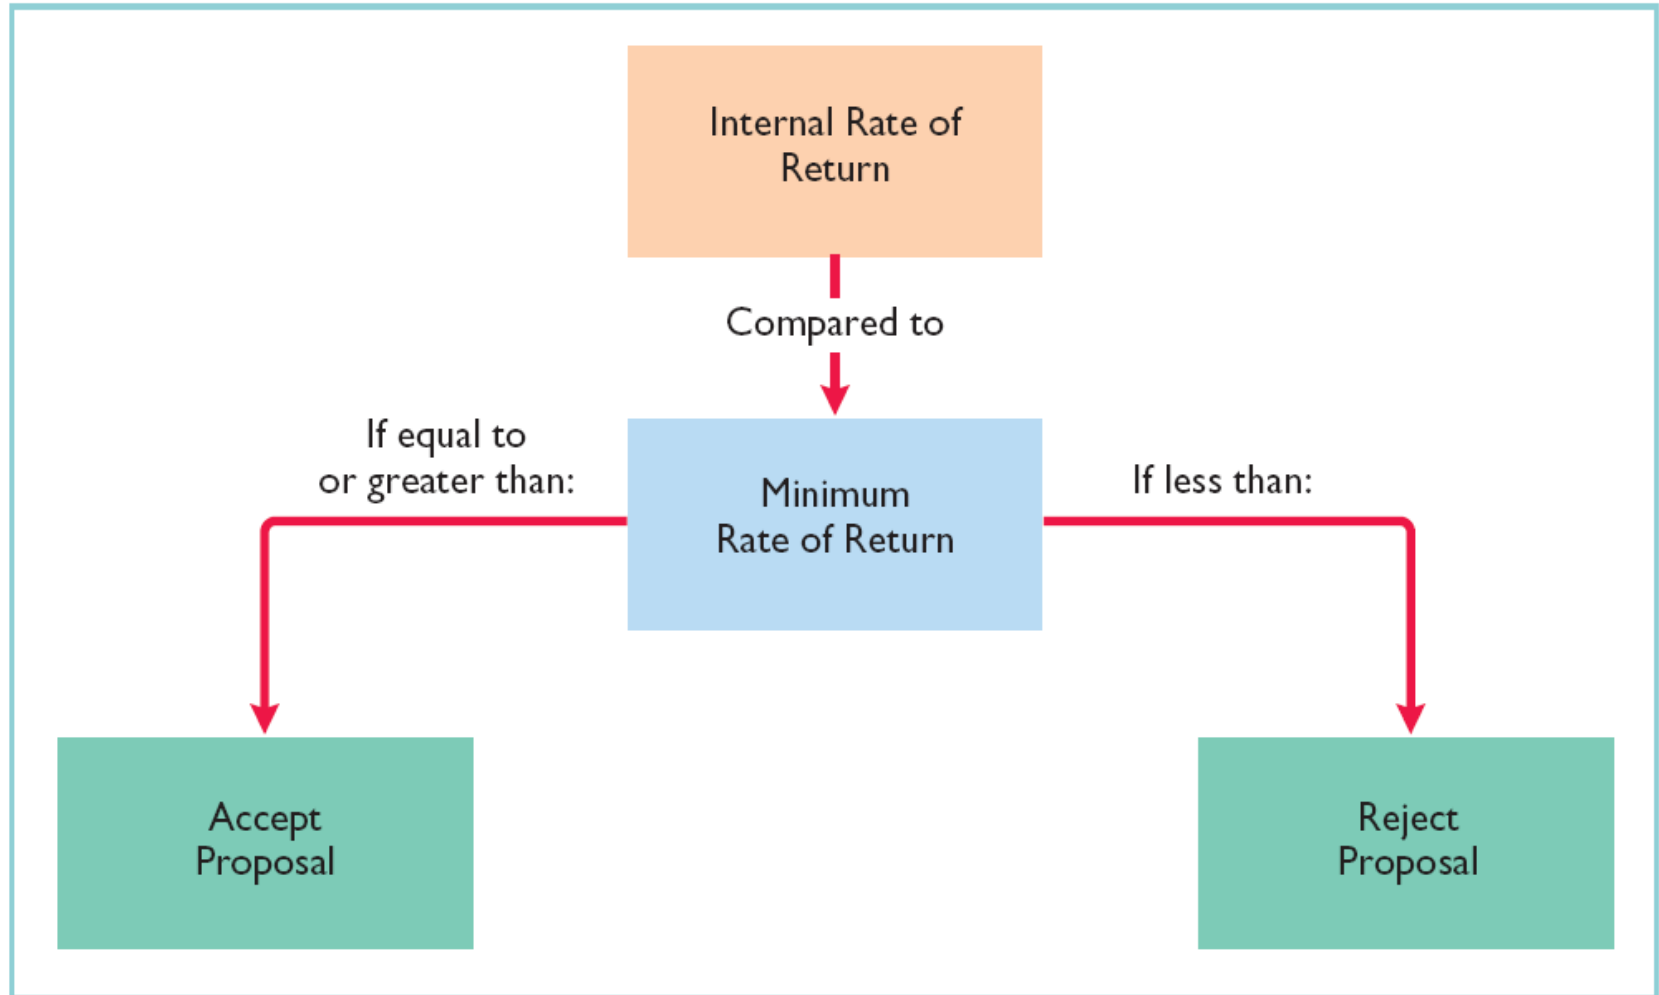 Internal Rate of
Return
Compared to
If equal to
or greater than:
Minimum
Rate of Return
If less than:
Accept
Proposal
Reject
Proposal